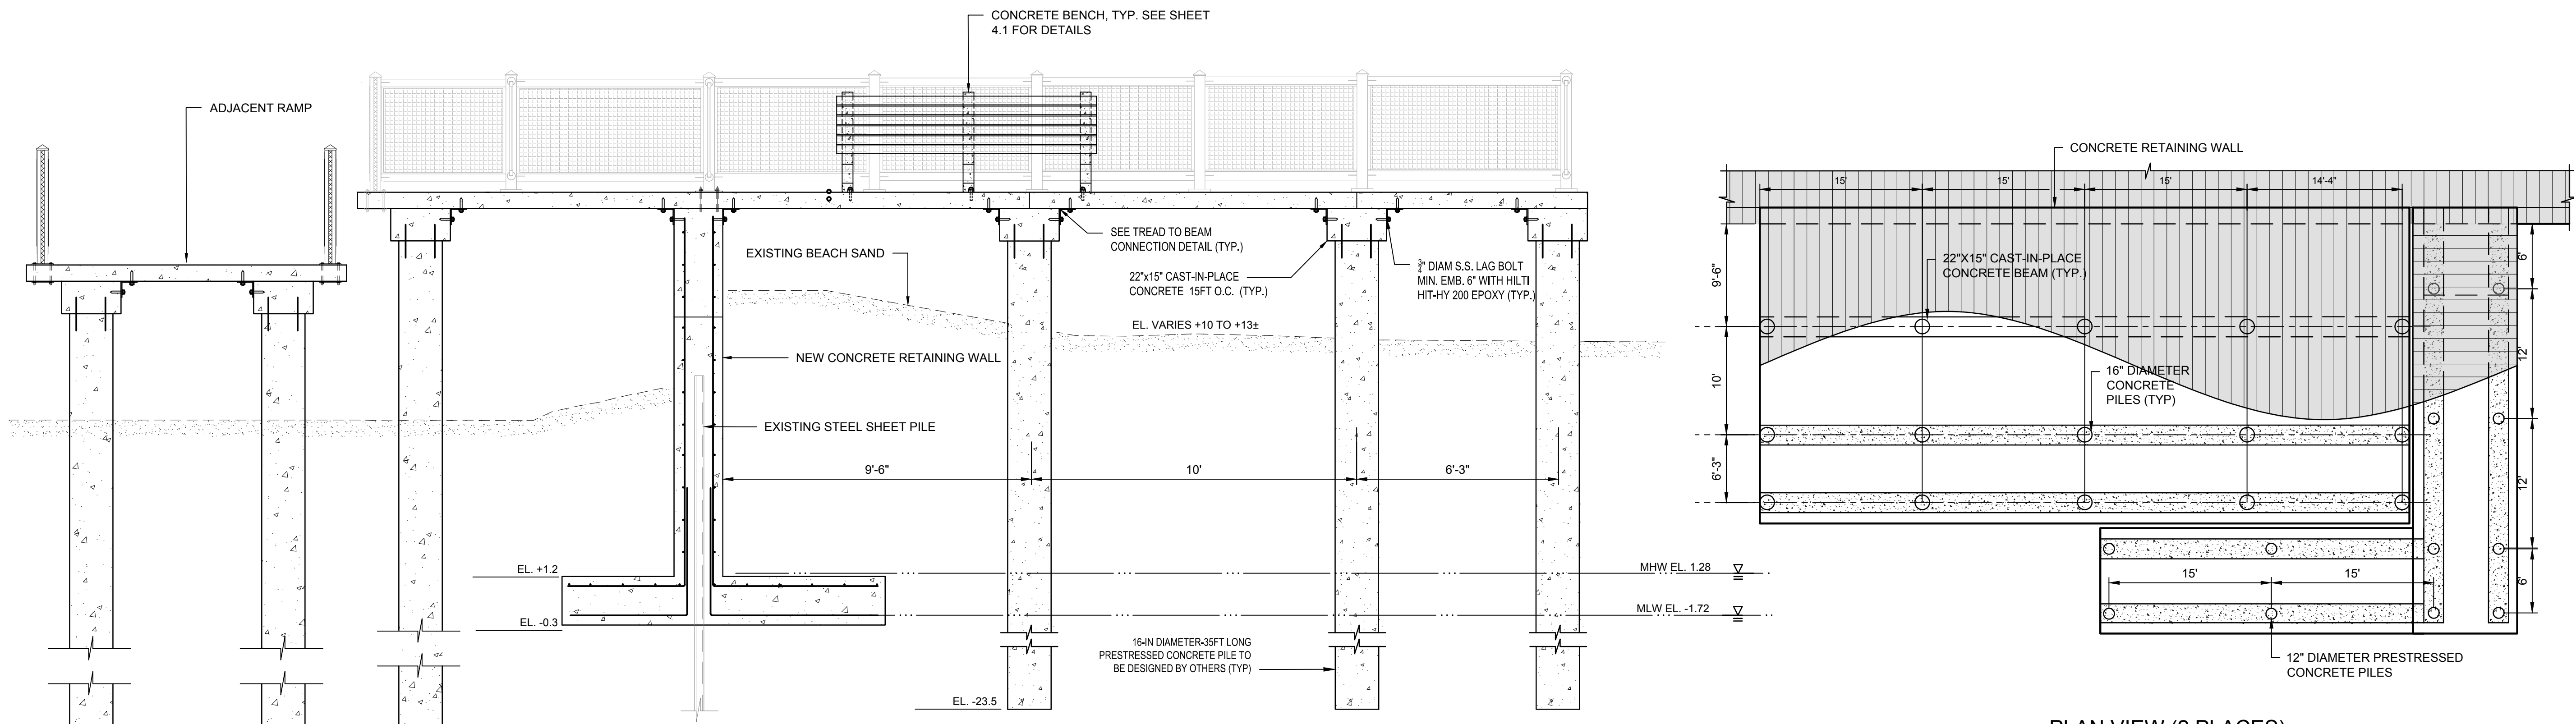 CONCRETE BENCH, TYP. SEE SHEET
4.1 FOR DETAILS
ADJACENT RAMP
SEE TREAD TO BEAM
CONNECTION DETAIL (TYP.)
EXISTING BEACH SAND
22"x15" CAST-IN-PLACE
CONCRETE 15FT O.C. (TYP.)
3/4" DIAM S.S. LAG BOLT
MIN. EMB. 6" WITH HILTI
HIT-HY 200 EPOXY (TYP.)
EL. VARIES +10 TO +13±
NEW CONCRETE RETAINING WALL
EXISTING STEEL SHEET PILE
9'-6"
10'
6'-3"
EL. +1.2
MHW EL. 1.28
EL. -0.3
MLW EL. -1.72
16-IN DIAMETER-35FT LONG
PRESTRESSED CONCRETE PILE TO
BE DESIGNED BY OTHERS (TYP)
EL. -23.5
CONCRETE RETAINING WALL
15'
15'
15'
14'-4"
9'-6"
22"X15" CAST-IN-PLACE
CONCRETE BEAM (TYP.)
6'
10'
16" DIAMETER
CONCRETE
PILES (TYP)
12'
6'-3"
12'
15'
15'
6'
12" DIAMETER PRESTRESSED
CONCRETE PILES
PLAN VIEW (2 PLACES)